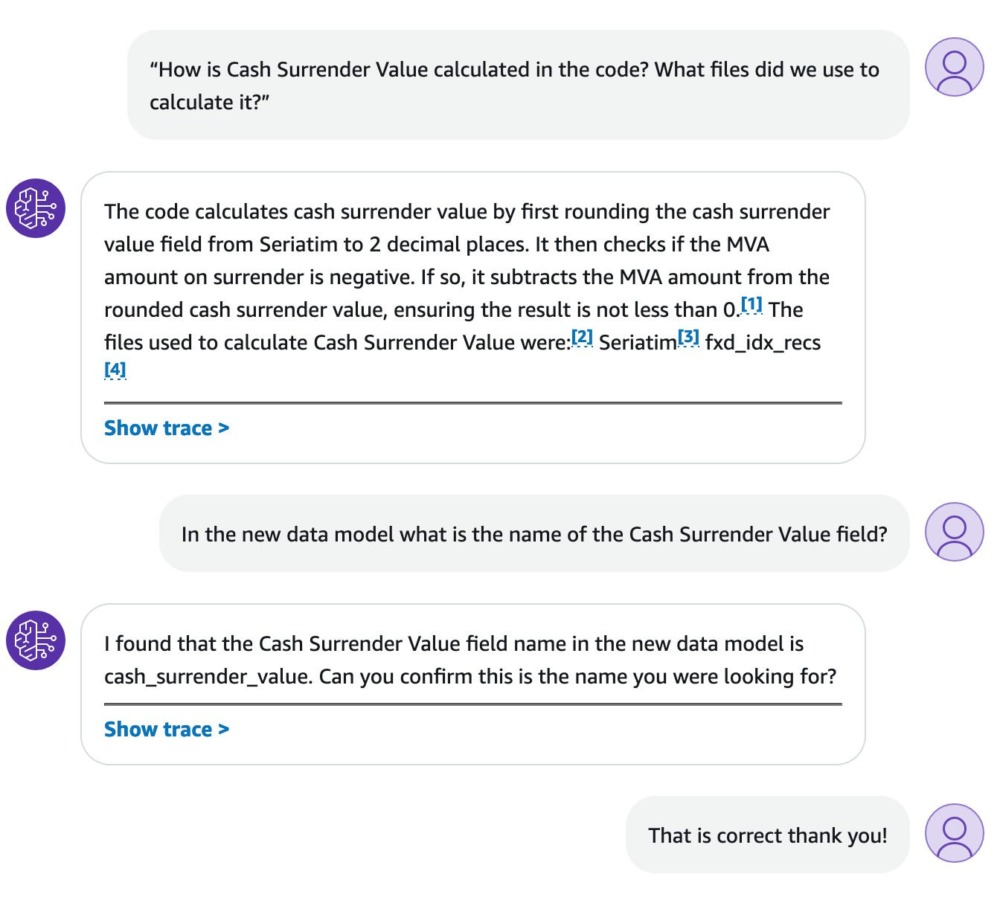 “How is Cash Surrender Value calculated in the code? What files did we use to
calculate it?”
The code calculates cash surrender value by first rounding the cash surrender
value field from Seriatim to 2 decimal places. It then checks if the MVA
amount on surrender is negative. If so, it subtracts the MVA amount from the
rounded cash surrender value, ensuring the result is not less than 0.[1] The
files used to calculate Cash Surrender Value were:[2] Seriatim[3] fxd_idx_recs
[4]
Show trace >
In the new data model what is the name of the Cash Surrender Value field?
I found that the Cash Surrender Value field name in the new data model is
cash_surrender_value. Can you confirm this is the name you were looking for?
Show trace >
That is correct thank you!